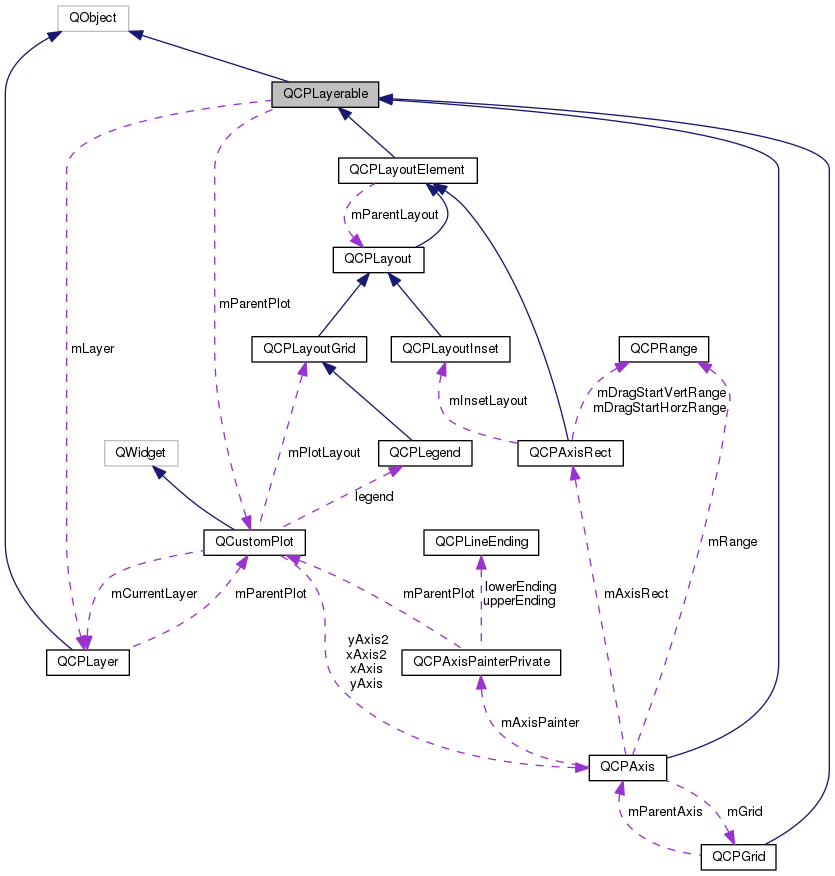 QObject
QCPLayerable
QCPLayoutElement
mParentLayout
QCPLayout
mParentPlot
mLayer
QCPLayoutGrid
QCPLayoutInset
QCPRange
mDragStartVertRange
mDragStartHorzRange
mInsetLayout
QWidget
mPlotLayout
QCPLegend
QCPAxisRect
legend
QCustomPlot
QCPLineEnding
mRange
mCurrentLayer
mParentPlot
mParentPlot
lowerEnding
upperEnding
mAxisRect
yAxis2
xAxis2
xAxis
yAxis
QCPLayer
QCPAxisPainterPrivate
mAxisPainter
QCPAxis
mParentAxis
mGrid
QCPGrid